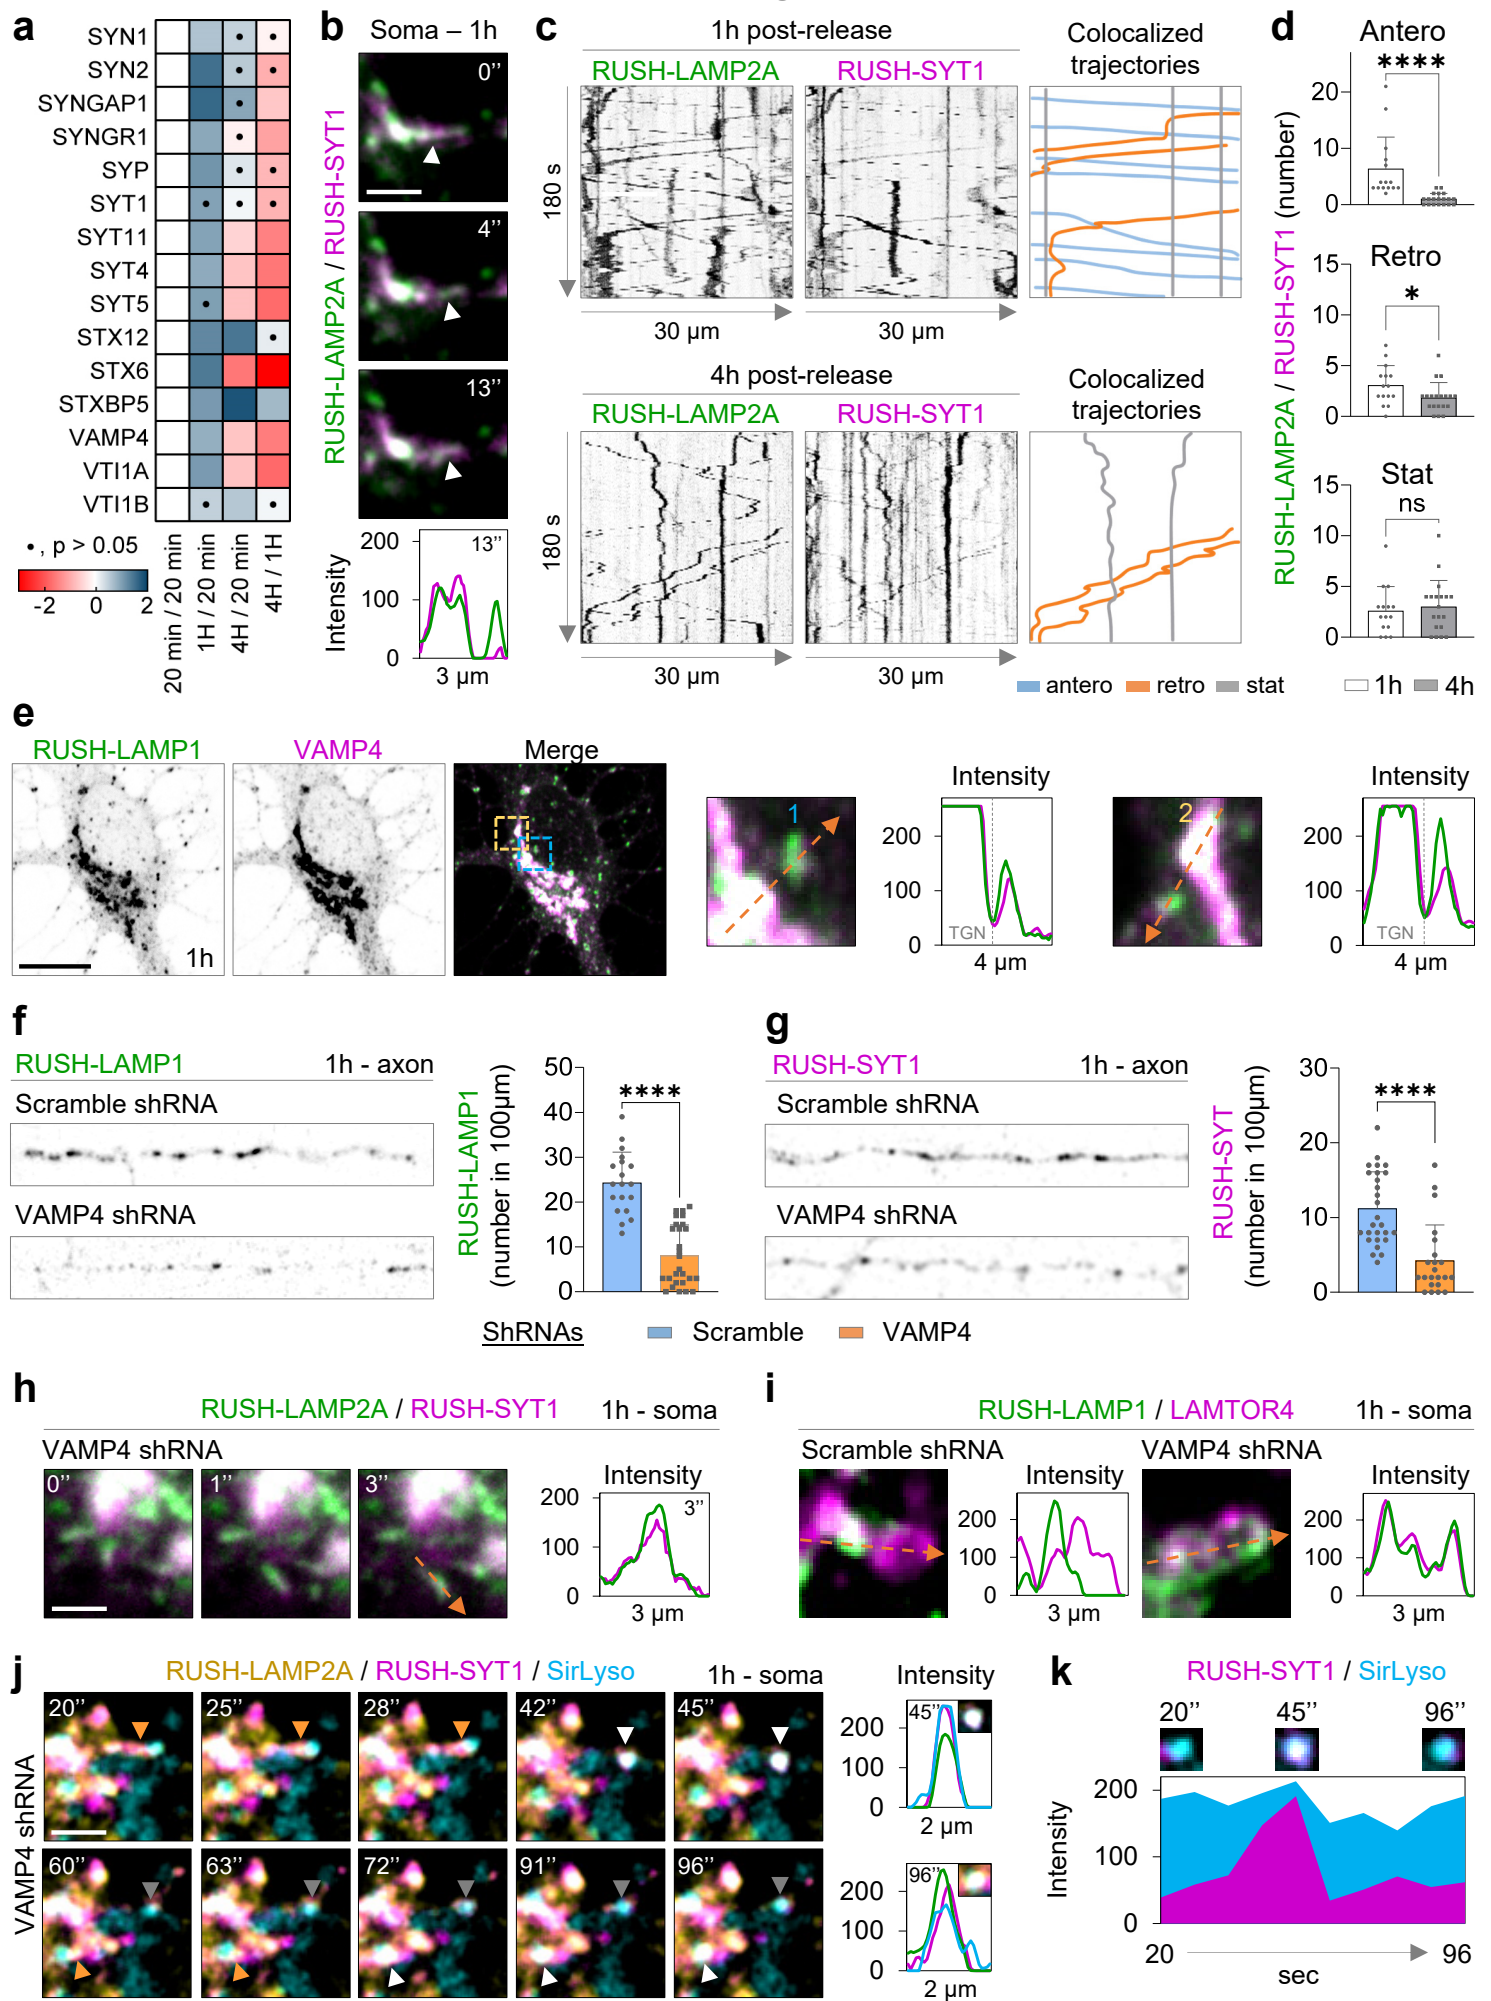 a
SYN1
SYN2
SYNGAP1
SYNGR1
SYP
SYT1
SYT11
SYT4
SYT5
STX12
STX6
STXBP5
VAMP4
VTI1A
VTI1B
•, p > 0.05
-2 0 2
20 min / 20 min
1H / 20 min
4H / 20 min
4H / 1H
b
Soma – 1h
RUSH-LAMP2A / RUSH-SYT1
0’’
4’’
13’’
Intensity
200
100
0
13’’
3 µm
c
1h post-release
RUSH-LAMP2A RUSH-SYT1
Colocalized
trajectories
180 s
30 µm 30 µm
4h post-release
RUSH-LAMP2A RUSH-SYT1
Colocalized
trajectories
180 s
30 µm 30 µm
antero retro stat
d
RUSH-LAMP2A / RUSH-SYT1 (number)
Antero
****
20
10
0
Retro
*
15
10
5
0
Stat
ns
15
10
5
0
1h 4h
e
RUSH-LAMP1 VAMP4 Merge
1h
1
Intensity
200
100
0
TGN
4 µm
2
Intensity
200
100
0
TGN
4 µm
f
RUSH-LAMP1 1h - axon
Scramble shRNA
VAMP4 shRNA
RUSH-LAMP1
(number in 100µm)
50
40
30
20
10
0
****
g
RUSH-SYT1 1h - axon
Scramble shRNA
VAMP4 shRNA
RUSH-SYT
(number in 100µm)
30
20
10
0
****
ShRNAs Scramble VAMP4
h
RUSH-LAMP2A / RUSH-SYT1 1h - soma
VAMP4 shRNA
0’’ 1’’ 3’’
Intensity
200
100
0
3’’
3 µm
i
RUSH-LAMP1 / LAMTOR4 1h - soma
Scramble shRNA VAMP4 shRNA
Intensity
200
100
0
3 µm
Intensity
200
100
0
3 µm
j
RUSH-LAMP2A / RUSH-SYT1 / SirLyso 1h - soma
VAMP4 shRNA
20’’ 25’’ 28’’ 42’’ 45’’
60’’ 63’’ 72’’ 91’’ 96’’
Intensity
200
100
0
45’’
2 µm
200
100
0
96’’
2 µm
k
RUSH-SYT1 / SirLyso
20’’ 45’’ 96’’
Intensity
200
100
0
20 96
sec